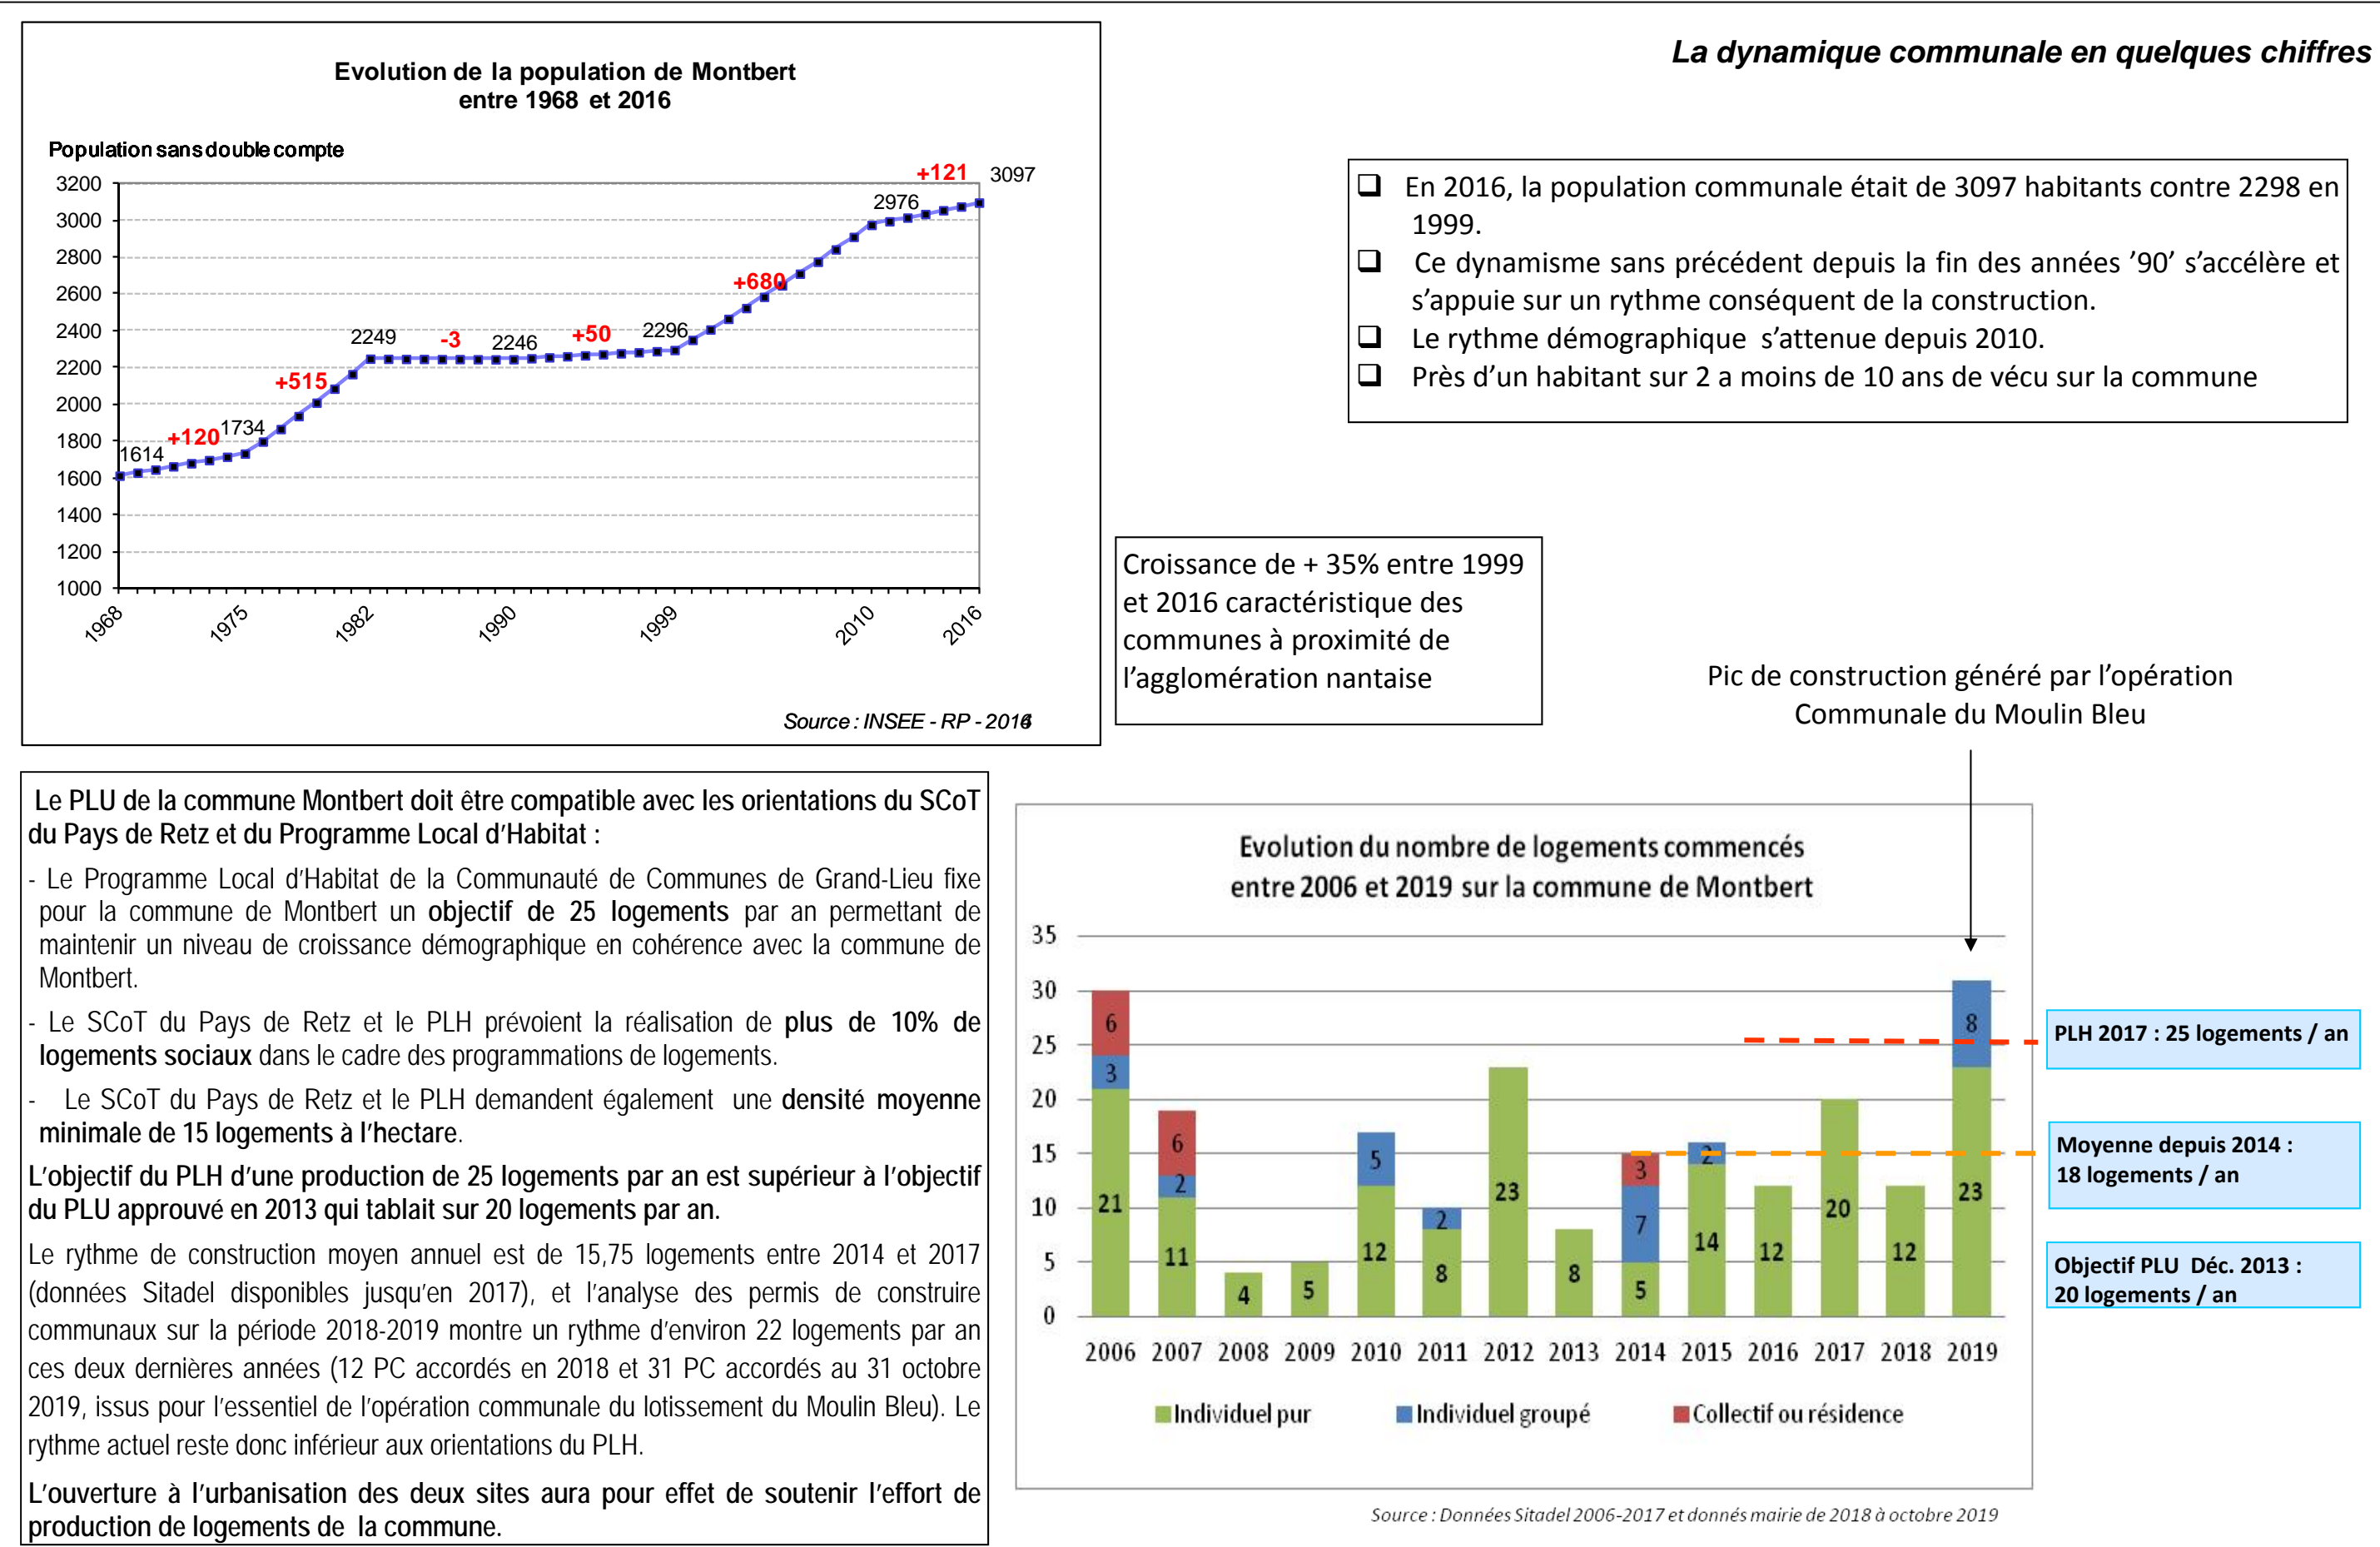 La dynamique communale en quelques chiffres
Evolution de la population de Montbert
entre 1968 et 2016
Population sans double compte
3200
3000
2800
2600
2400
2200
2000
1800
1600
1400
1200
1000
1614
+120
1734
+515
2249
-3
2246
+50
2296
+680
2976
+121
3097
1968
1975
1982
1990
1999
2010
2016
Source : INSEE - RP -
❑ En 2016, la population communale était de 3097 habitants contre 2298 en
1999.
❑ Ce dynamisme sans précédent depuis la fin des années ’90’ s’accélère et
s’appuie sur un rythme conséquent de la construction.
❑ Le rythme démographique s’attenue depuis 2010.
❑ Près d’un habitant sur 2 a moins de 10 ans de vécu sur la commune
Croissance de + 35% entre 1999
et 2016 caractéristique des
communes à proximité de
l’agglomération nantaise
Pic de construction généré par l’opération
Communale du Moulin Bleu
Le PLU de la commune Montbert doit être compatible avec les orientations du SCoT
du Pays de Retz et du Programme Local d’Habitat :
- Le Programme Local d’Habitat de la Communauté de Communes de Grand-Lieu fixe
pour la commune de Montbert un objectif de 25 logements par an permettant de
maintenir un niveau de croissance démographique en cohérence avec la commune de
Montbert.
- Le SCoT du Pays de Retz et le PLH prévoient la réalisation de plus de 10% de
logements sociaux dans le cadre des programmations de logements.
- Le SCoT du Pays de Retz et le PLH demandent également une densité moyenne
minimale de 15 logements à l’hectare.
L’objectif du PLH d’une production de 25 logements par an est supérieur à l’objectif
du PLU approuvé en 2013 qui tablait sur 20 logements par an.
Le rythme de construction moyen annuel est de 15,75 logements entre 2014 et 2017
(données Sitadel disponibles jusqu’en 2017), et l’analyse des permis de construire
communaux sur la période 2018-2019 montre un rythme d’environ 22 logements par an
ces deux dernières années (12 PC accordés en 2018 et 31 PC accordés au 31 octobre
2019, issus pour l’essentiel de l’opération communale du lotissement du Moulin Bleu). Le
rythme actuel reste donc inférieur aux orientations du PLH.
L’ouverture à l’urbanisation des deux sites aura pour effet de soutenir l’effort de
production de logements de la commune.
Evolution du nombre de logements commencés
entre 2006 et 2019 sur la commune de Montbert
35
30
25
20
15
10
5
0
6
3
21
6
2
11
4
5
5
12
2
8
23
8
3
7
5
2
14
12
20
12
8
23
2006 2007 2008 2009 2010 2011 2012 2013 2014 2015 2016 2017 2018 2019
Individuel pur Individuel groupé Collectif ou résidence
PLH 2017 : 25 logements / an
Moyenne depuis 2014 :
18 logements / an
Objectif PLU Déc. 2013 :
20 logements / an
Source : Données Sitadel 2006-2017 et donnés mairie de 2018 à octobre 2019